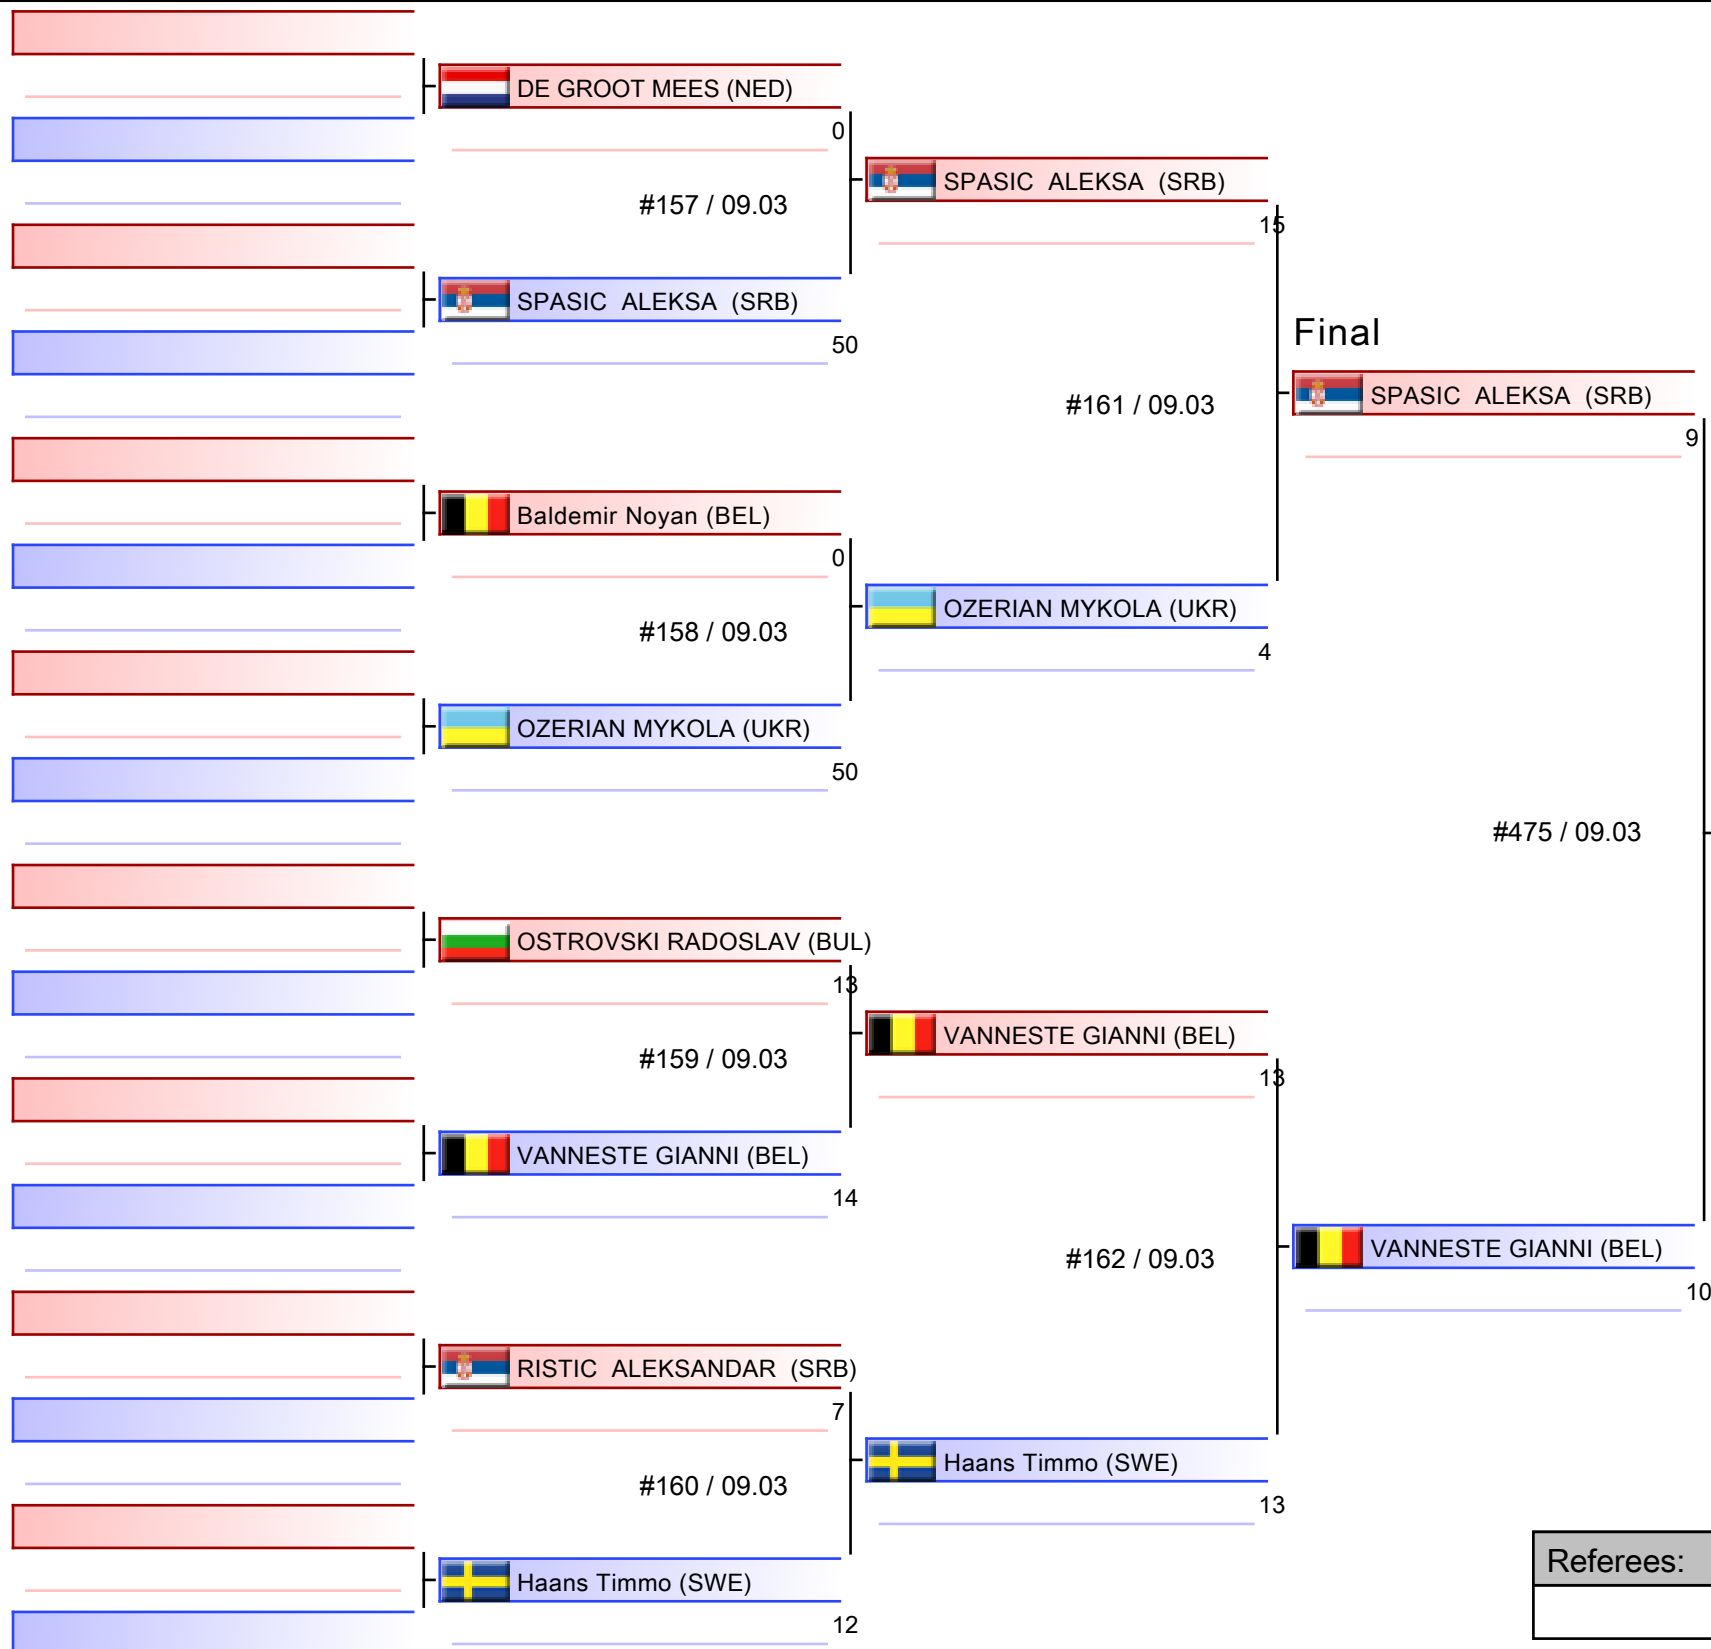 DE GROOT MEES (NED)
0
#157 / 09.03
SPASIC ALEKSA (SRB)
50
Baldemir Noyan (BEL)
0
#158 / 09.03
OZERIAN MYKOLA (UKR)
50
OSTROVSKI RADOSLAV (BUL)
13
#159 / 09.03
VANNESTE GIANNI (BEL)
14
RISTIC ALEKSANDAR (SRB)
7
#160 / 09.03
Haans Timmo (SWE)
12
SPASIC ALEKSA (SRB)
15
#161 / 09.03
OZERIAN MYKOLA (UKR)
4
VANNESTE GIANNI (BEL)
13
#162 / 09.03
Haans Timmo (SWE)
13
Final
SPASIC ALEKSA (SRB)
9
#475 / 09.03
VANNESTE GIANNI (BEL)
10
Referees: